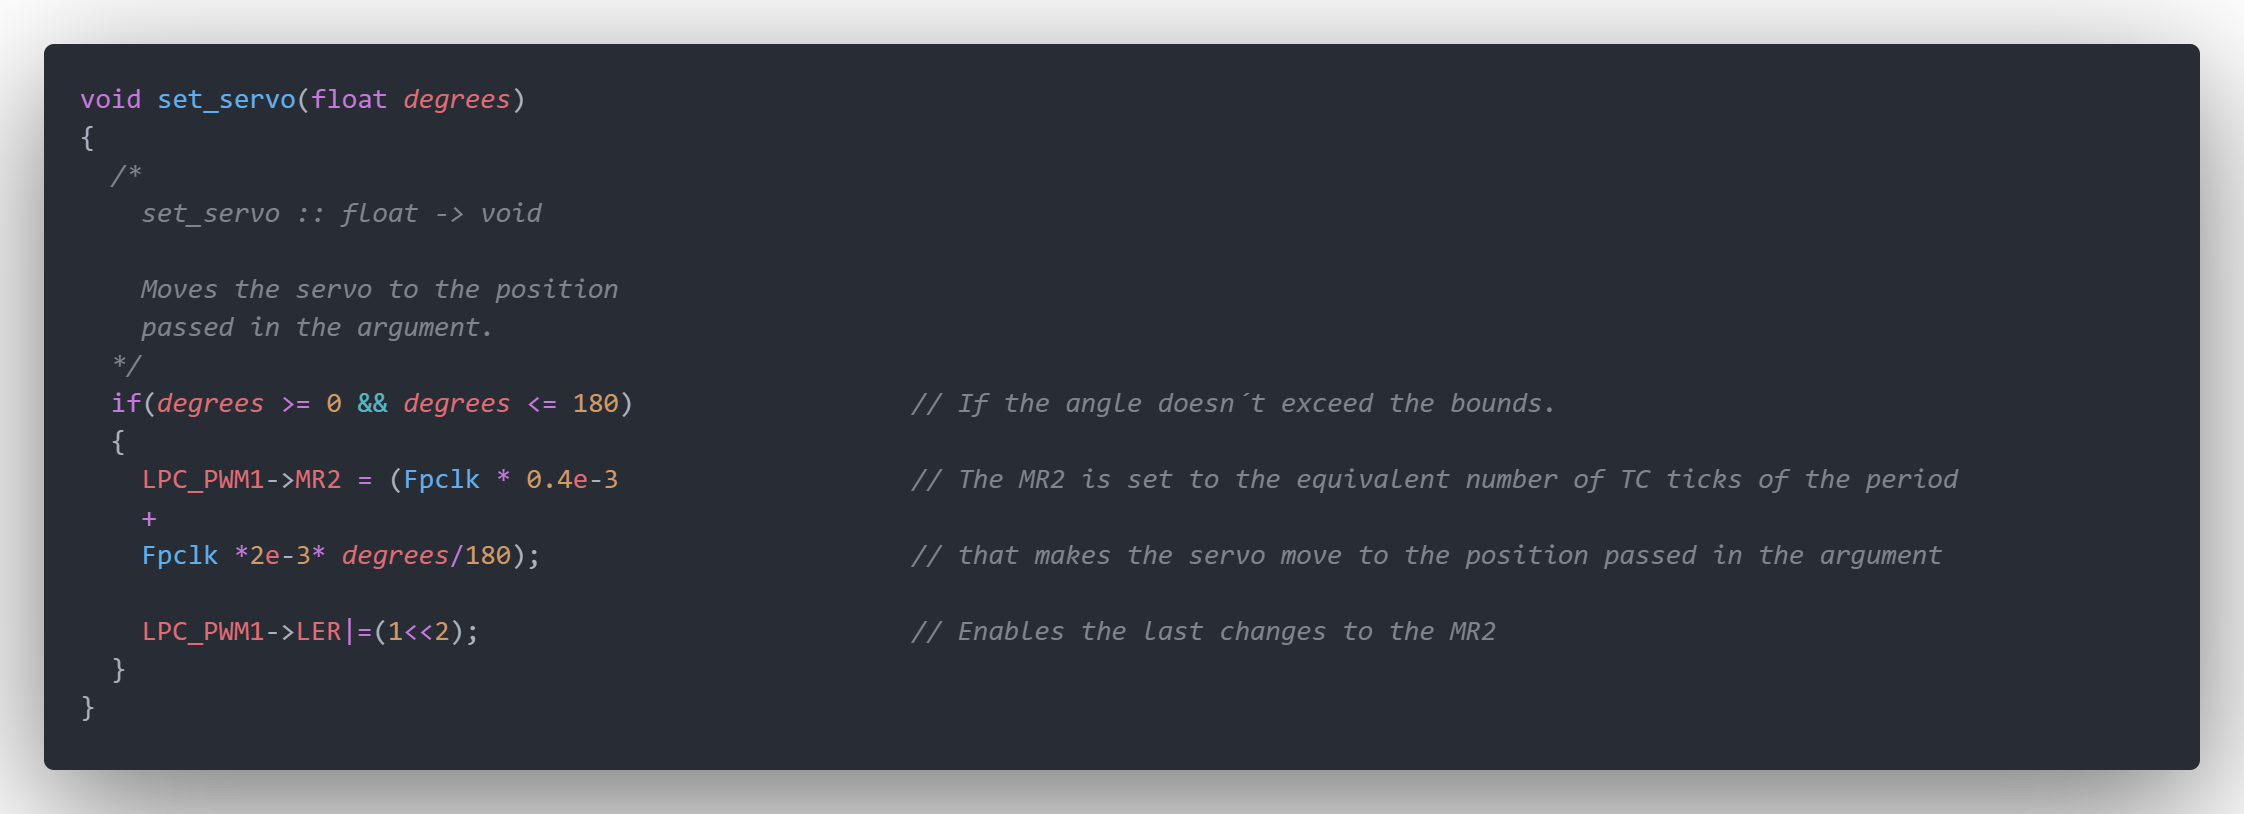 void set_servo(float degrees)
{
  /*
    set_servo :: float -> void

    Moves the servo to the position
    passed in the argument.
  */
  if(degrees >= 0 && degrees <= 180)                  // If the angle doesn´t exceed the bounds.
  {
    LPC_PWM1->MR2 = (Fpclk * 0.4e-3                   // The MR2 is set to the equivalent number of TC ticks of the period
    +
    Fpclk *2e-3* degrees/180);                        // that makes the servo move to the position passed in the argument

    LPC_PWM1->LER|=(1<<2);                            // Enables the last changes to the MR2
  }
}